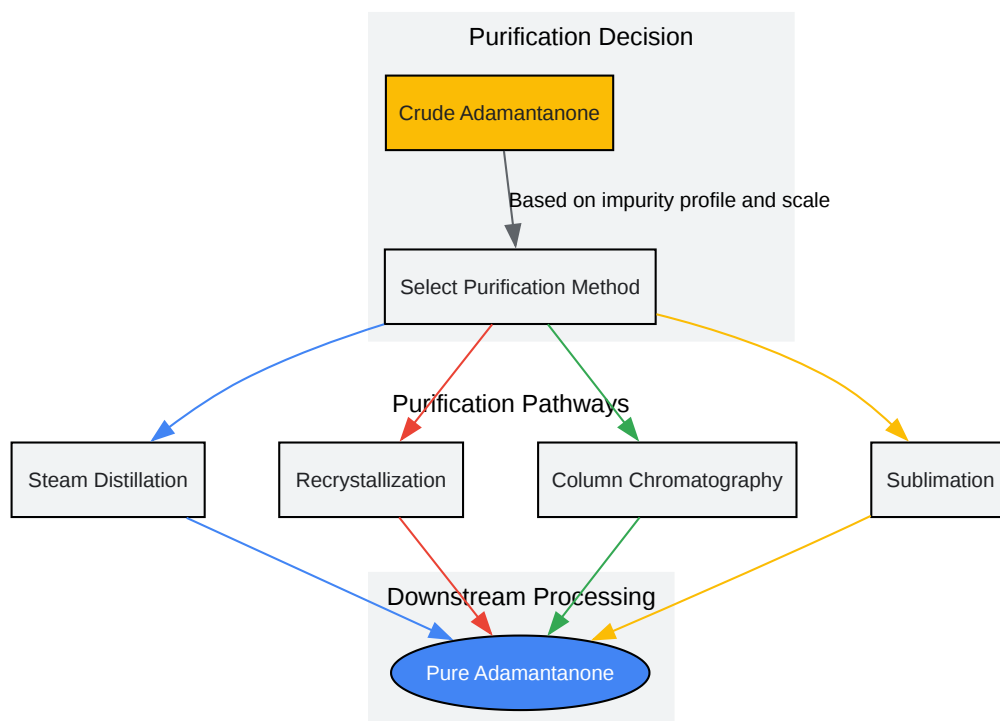 Purification Decision
Crude Adamantanone
Based on impurity profile and scale
Select Purification Method
Purification Pathways
Steam Distillation
Recrystallization
Column Chromatography
Sublimation
Downstream Processing
Pure Adamantanone